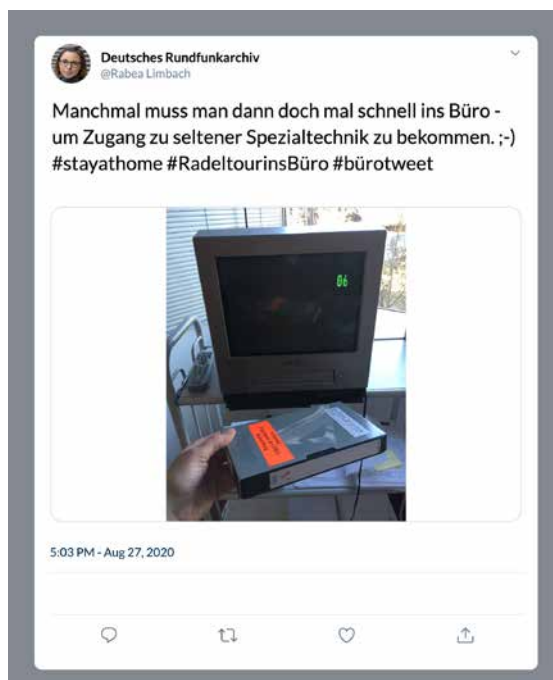 Deutsches Rundfunkarchiv
@Rabea Limbach
Manchmal muss man dann doch mal schnell ins Büro -
um Zugang zu seltener Spezialtechnik zu bekommen. ;-)
#stayathome #RadeltourinsBüro #bürotweet
06
5:03 PM - Aug 27, 2020